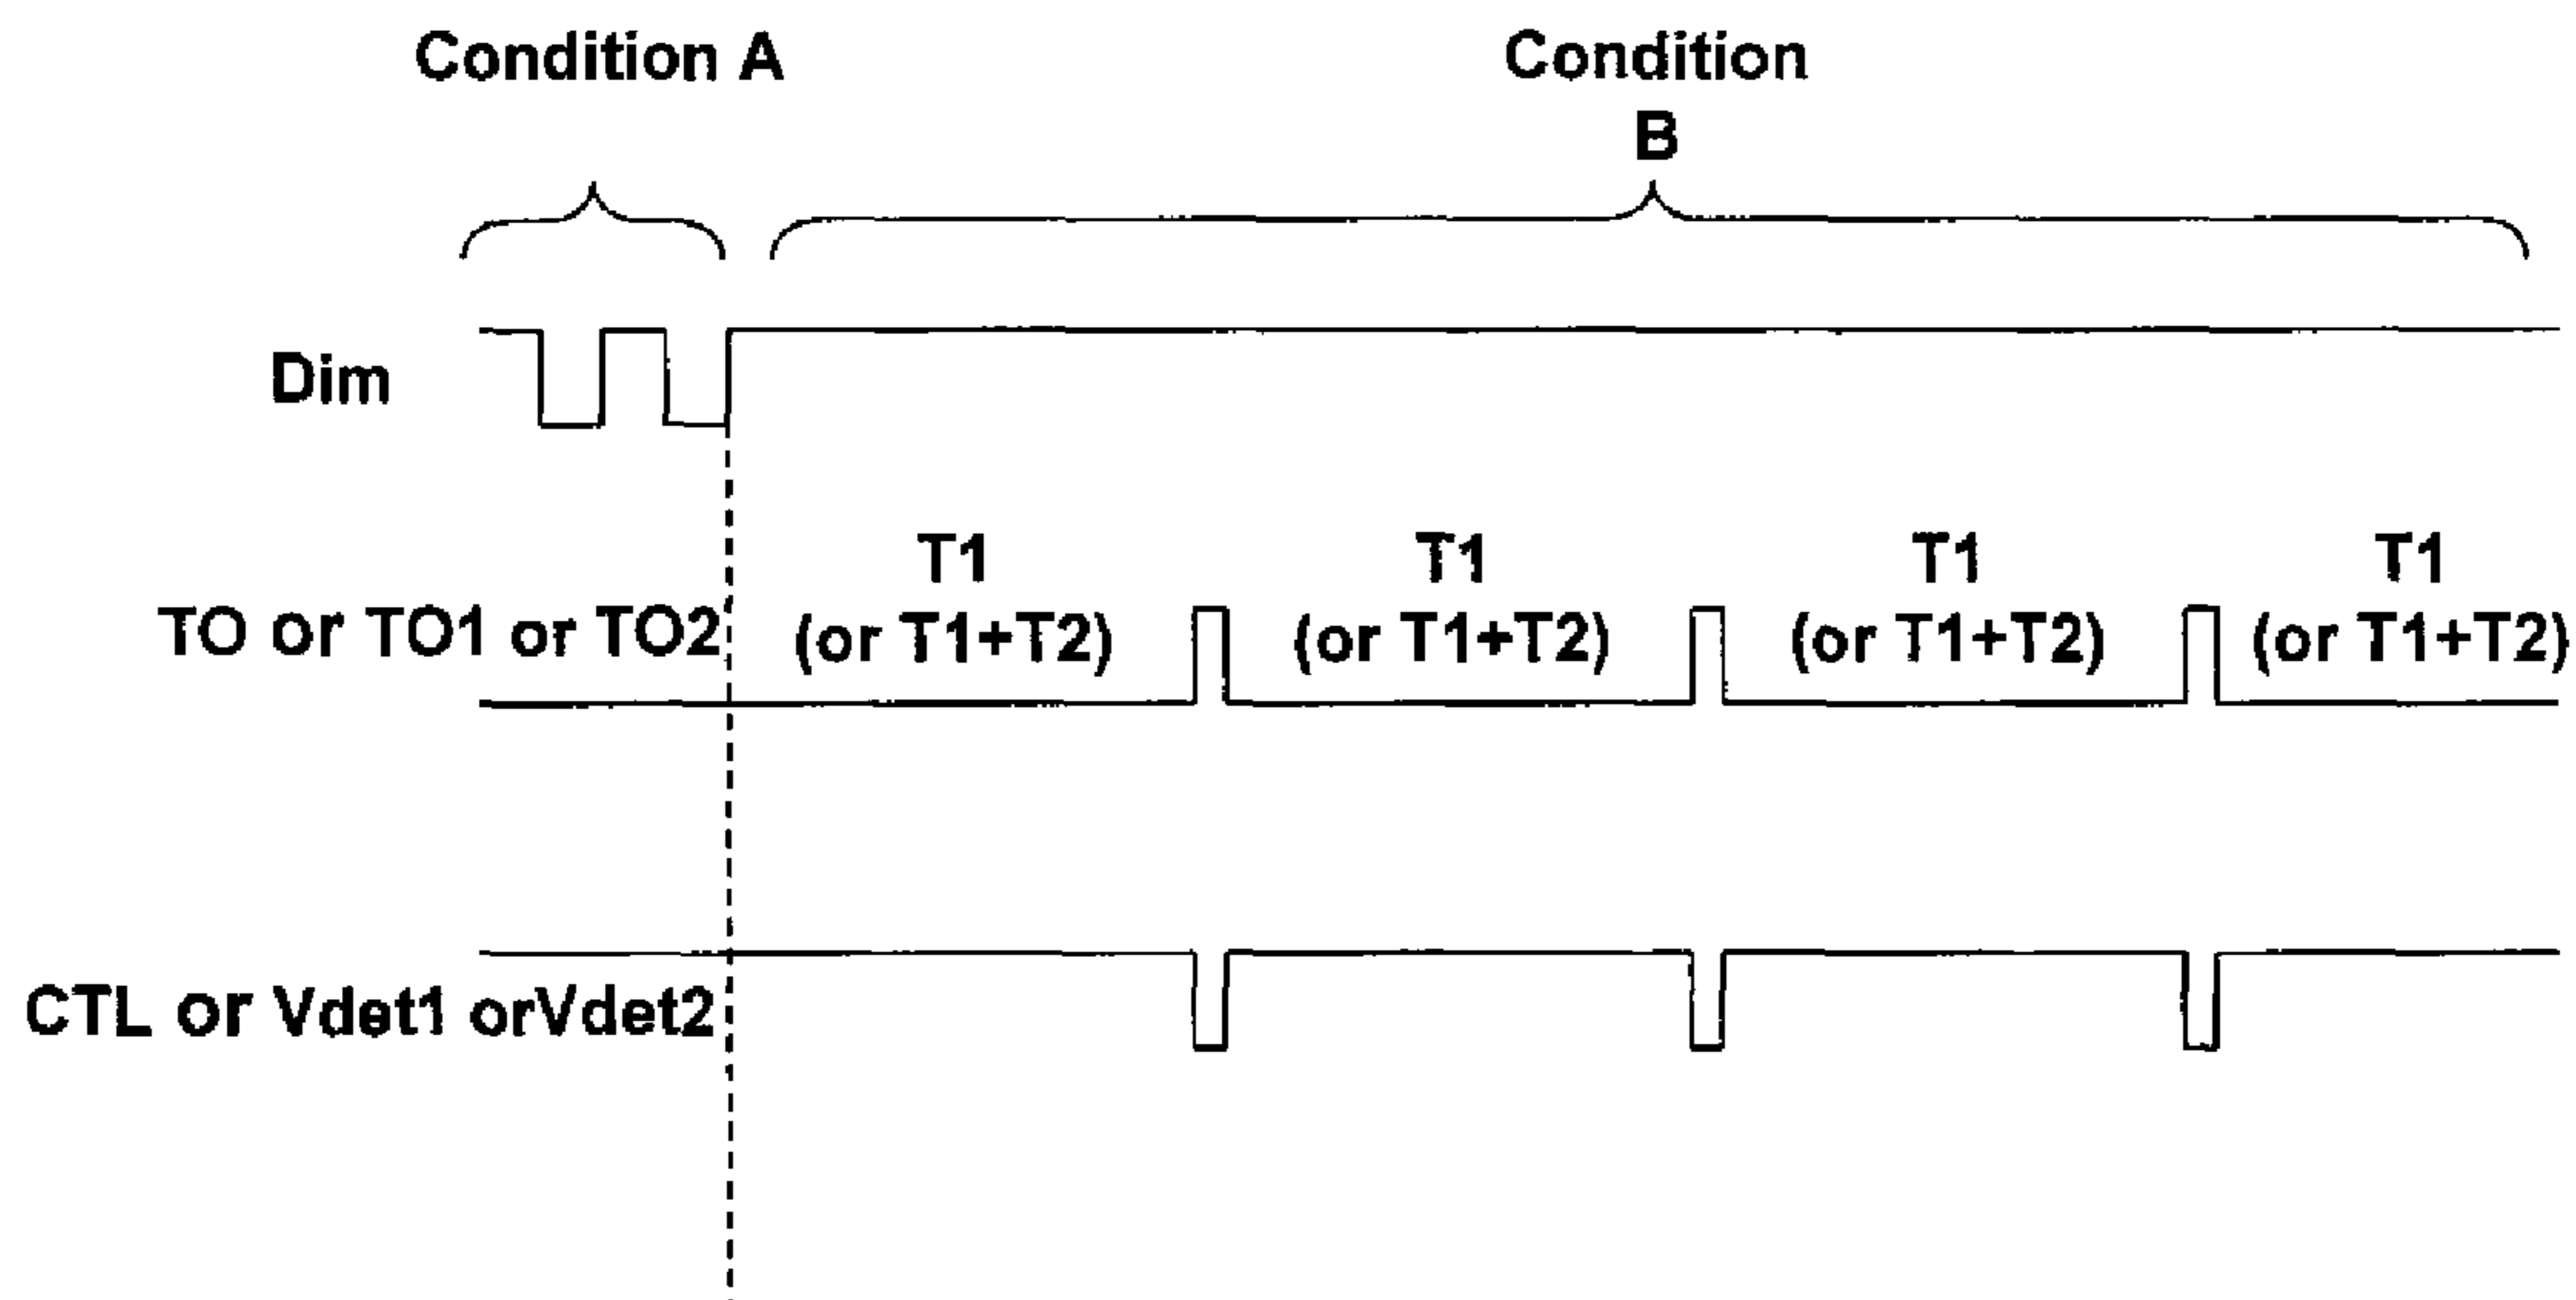 Condition A
Condition
B
Dim
T1
(or T1+T2)
T1
(or T1+T2)
T1
(or T1+T2)
T1
(or T1+T2)
TO or TO1 or TO2
CTL or Vdet1 orVdet2